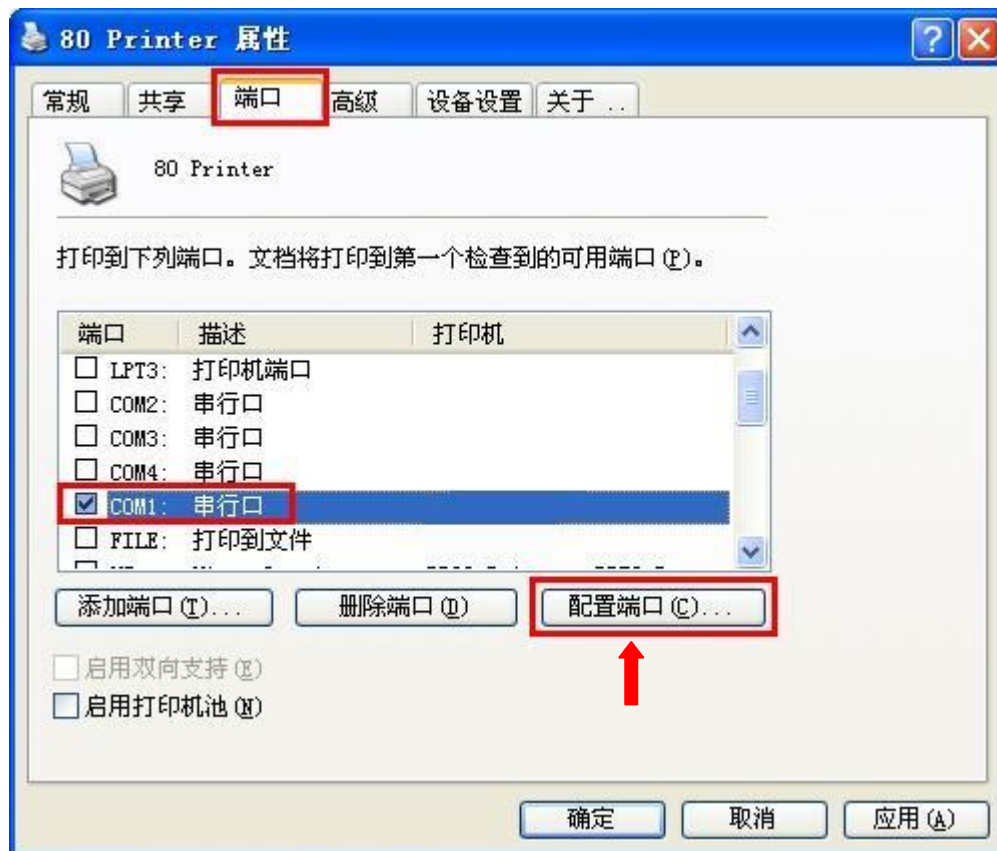 80 Printer 属性
常规 共享 端口 高级 设备设置 关于 ..
80 Printer
打印到下列端口。文档将打印到第一个检查到的可用端口(P)。
端口 描述 打印机
LPT3: 打印机端口
COM2: 串行口
COM3: 串行口
COM4: 串行口
COM1: 串行口
FILE: 打印到文件
添加端口(T)... 删除端口(D) 配置端口(C)...
启用双向支持(E)
启用打印机池(N)
确定 取消 应用(A)